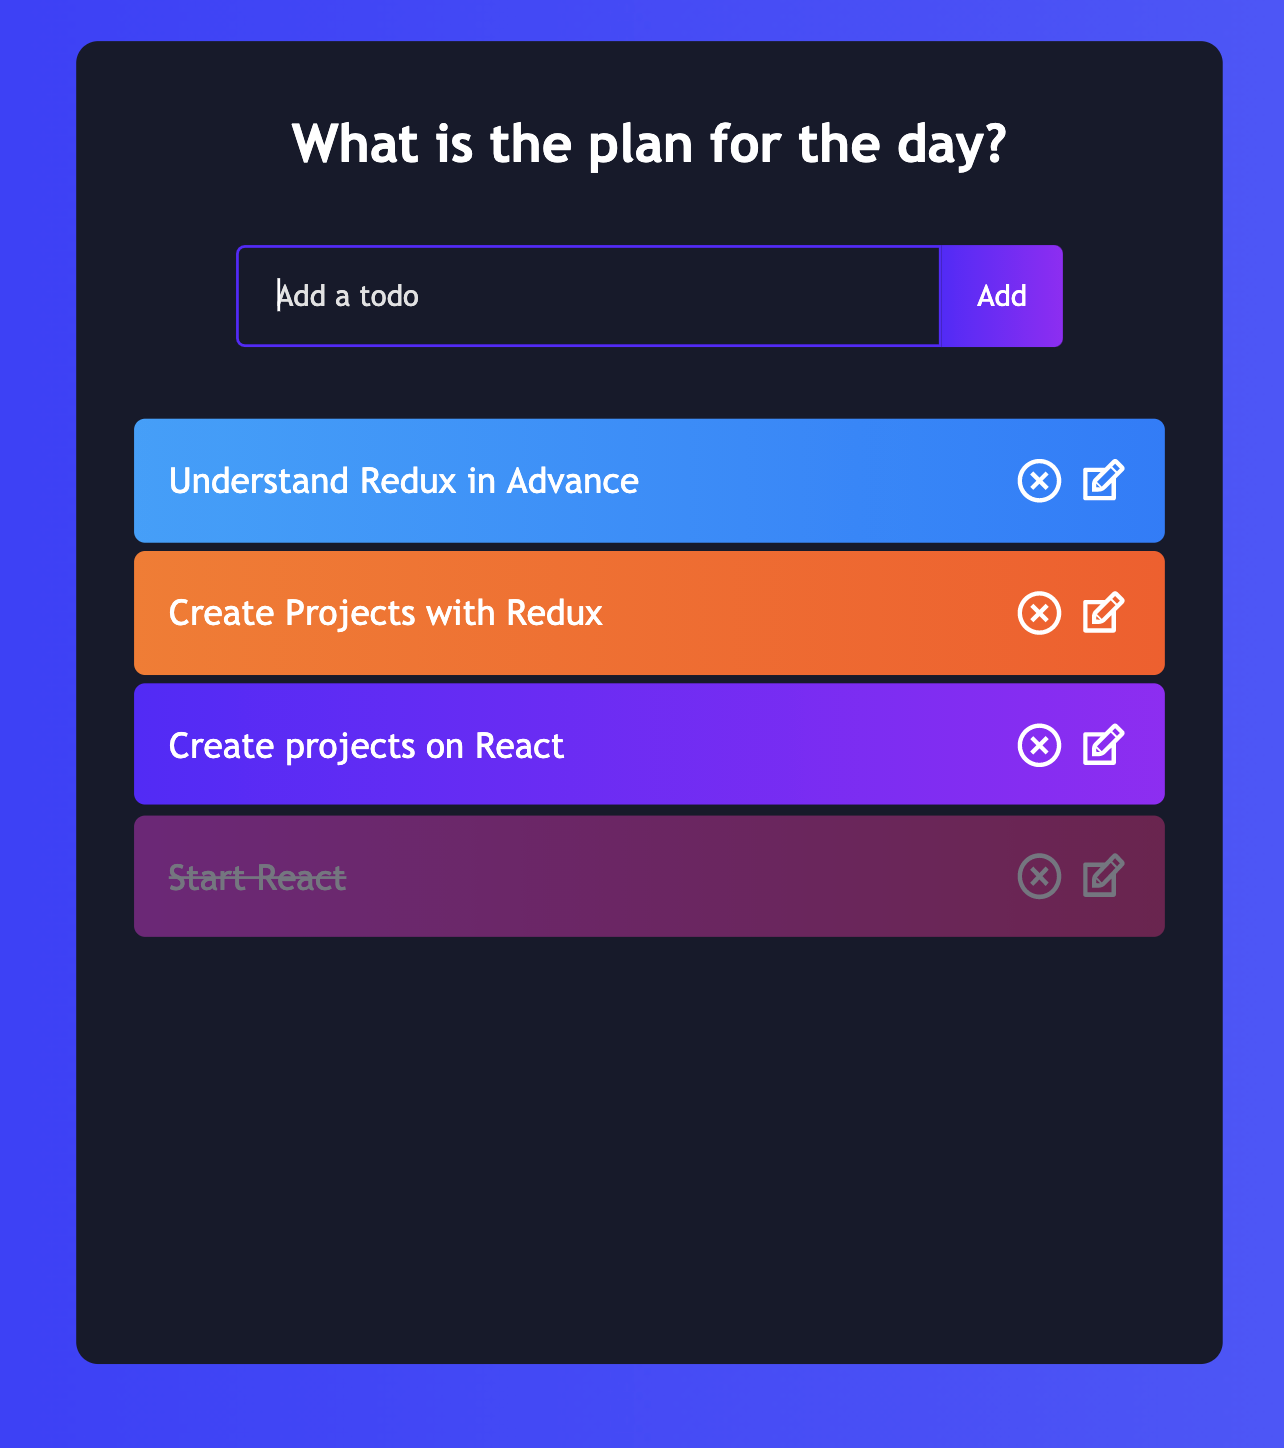 What is the plan for the day?
Add a todo
Add
Understand Redux in Advance
Create Projects with Redux
Create projects on React
Start React